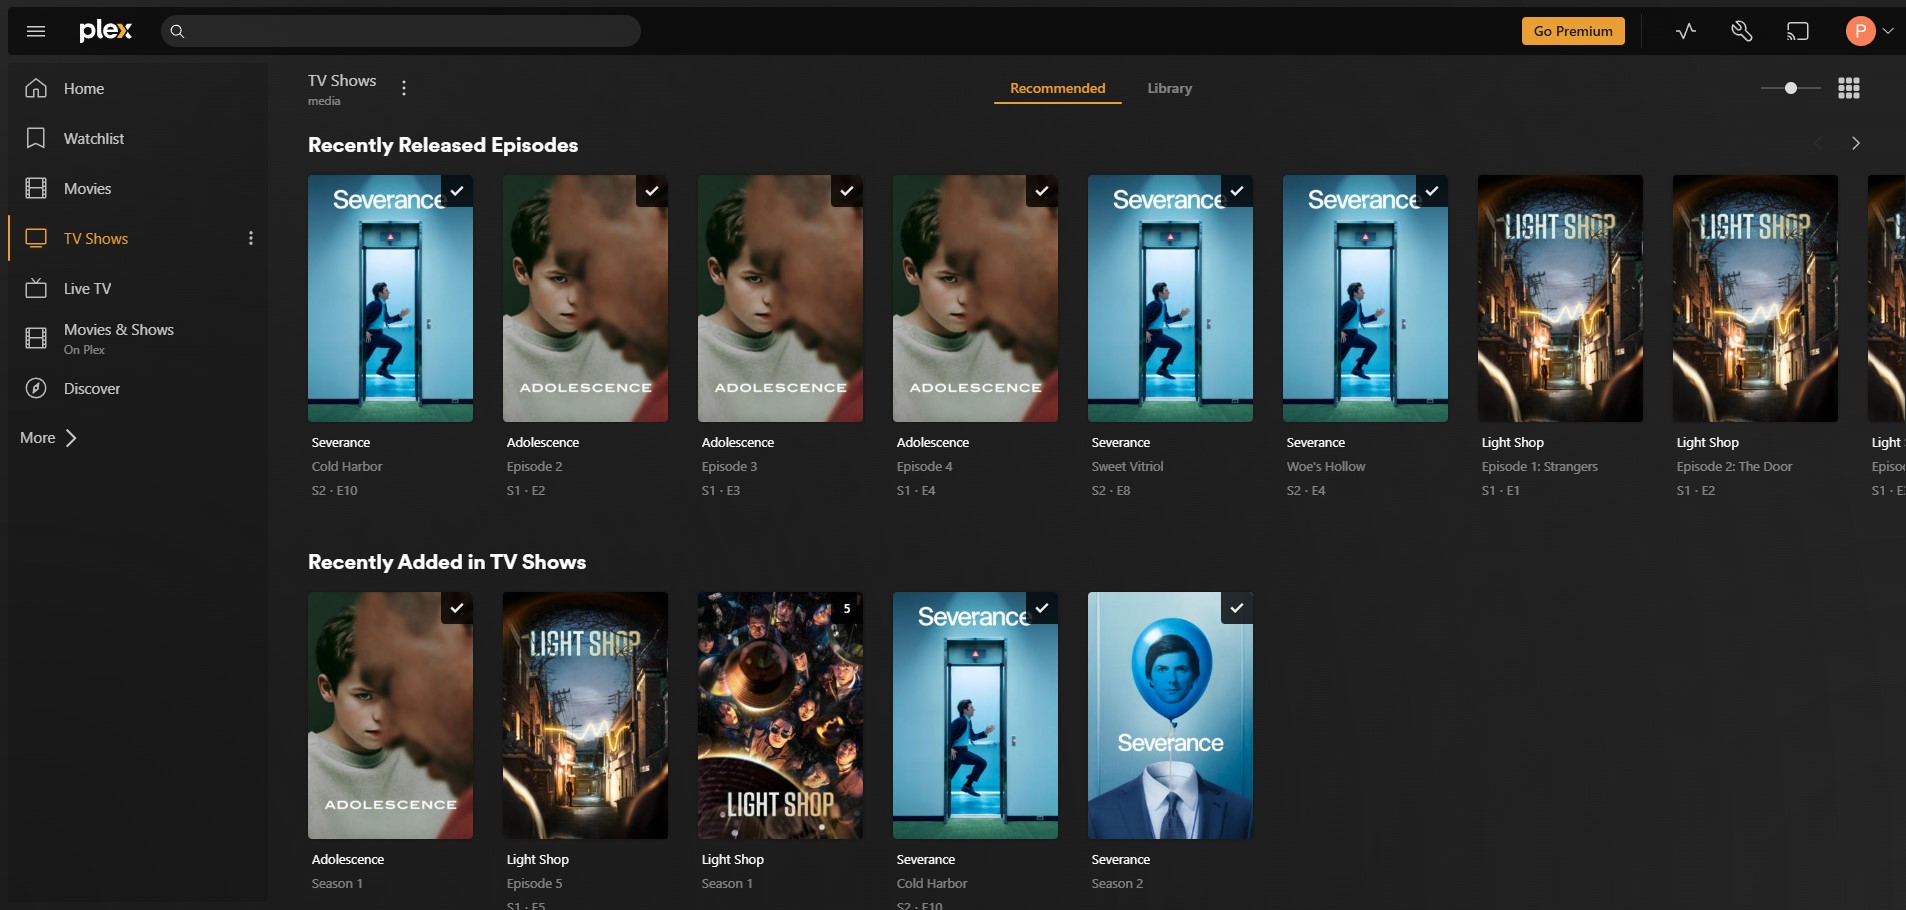 plex
Go Premium
P
Home
Watchlist
Movies
TV Shows
Live TV
Movies & Shows
On Plex
Discover
More
TV Shows
media
Recommended
Library
Recently Released Episodes
Severance
ADOLESCENCE
ADOLESCENCE
ADOLESCENCE
Severance
Severance
LIGHT SHOP
LIGHT SHOP
Severance
Cold Harbor
S2 · E10
Adolescence
Episode 2
S1 · E2
Adolescence
Episode 3
S1 · E3
Adolescence
Episode 4
S1 · E4
Severance
Sweet Vitriol
S2 · E8
Severance
Woe's Hollow
S2 · E4
Light Shop
Episode 1: Strangers
S1 · E1
Light Shop
Episode 2: The Door
S1 · E2
Light
Recently Added in TV Shows
ADOLESCENCE
LIGHT SHOP
5
LIGHT SHOP
Severance
Severance
Adolescence
Season 1
Light Shop
Episode 5
S1 · E5
Light Shop
Season 1
Severance
Cold Harbor
S2 · E10
Severance
Season 2